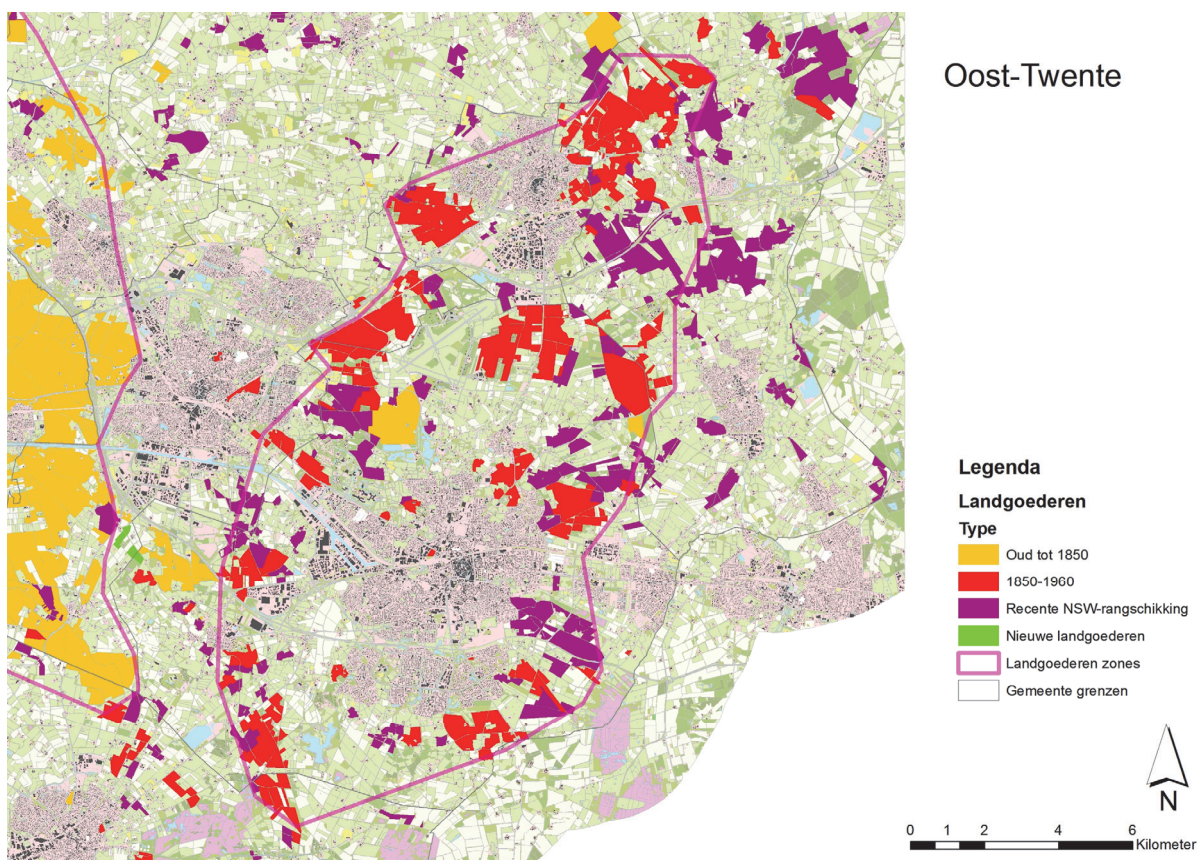 Oost-Twente
Legenda
Landgoederen
Type
Oud tot 1850
1850-1960
Recente NSW-rangschikking
Nieuwe landgoederen
Landgoederen zones
Gemeente grenzen
N
0 1 2 4 6
Kilometer